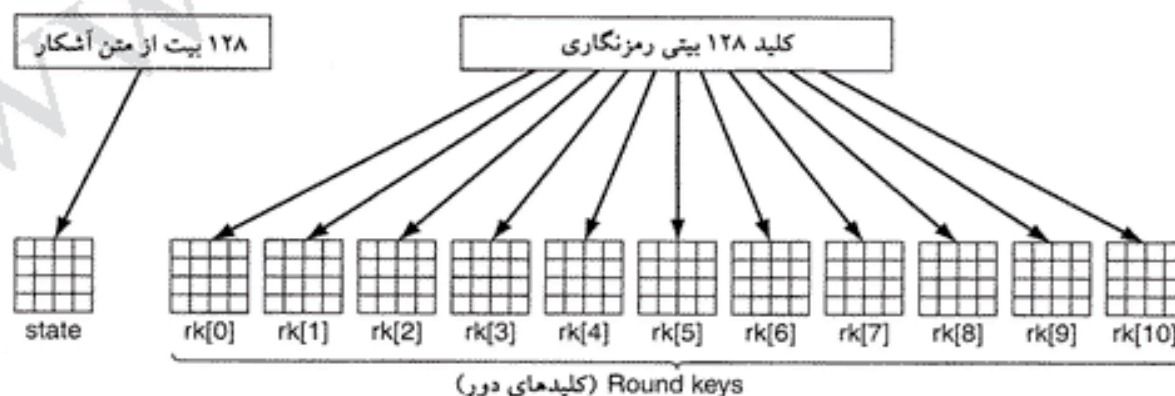 ۱۲۸ بیت از متن آشکار
کلید ۱۲۸ بیتی رمزنگاری
state
rk[0] rk[1] rk[2] rk[3] rk[4] rk[5] rk[6] rk[7] rk[8] rk[9] rk[10]
Round keys (کلیدهای دور)